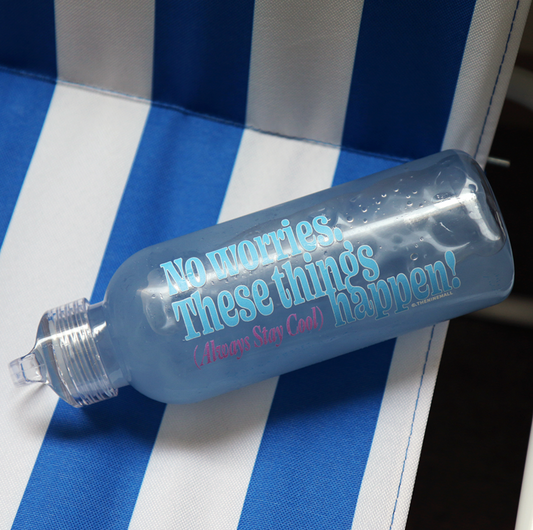 No worries.
These things
happen!
(Always Stay Cool)